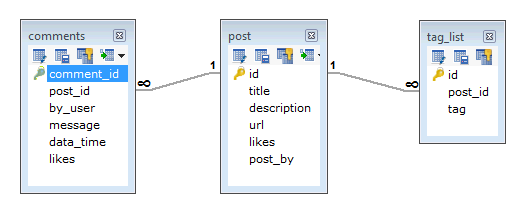 comments
comment_id
post_id
by_user
message
data_time
likes
∞
1
post
id
title
description
url
likes
post_by
1
∞
tag_list
id
post_id
tag